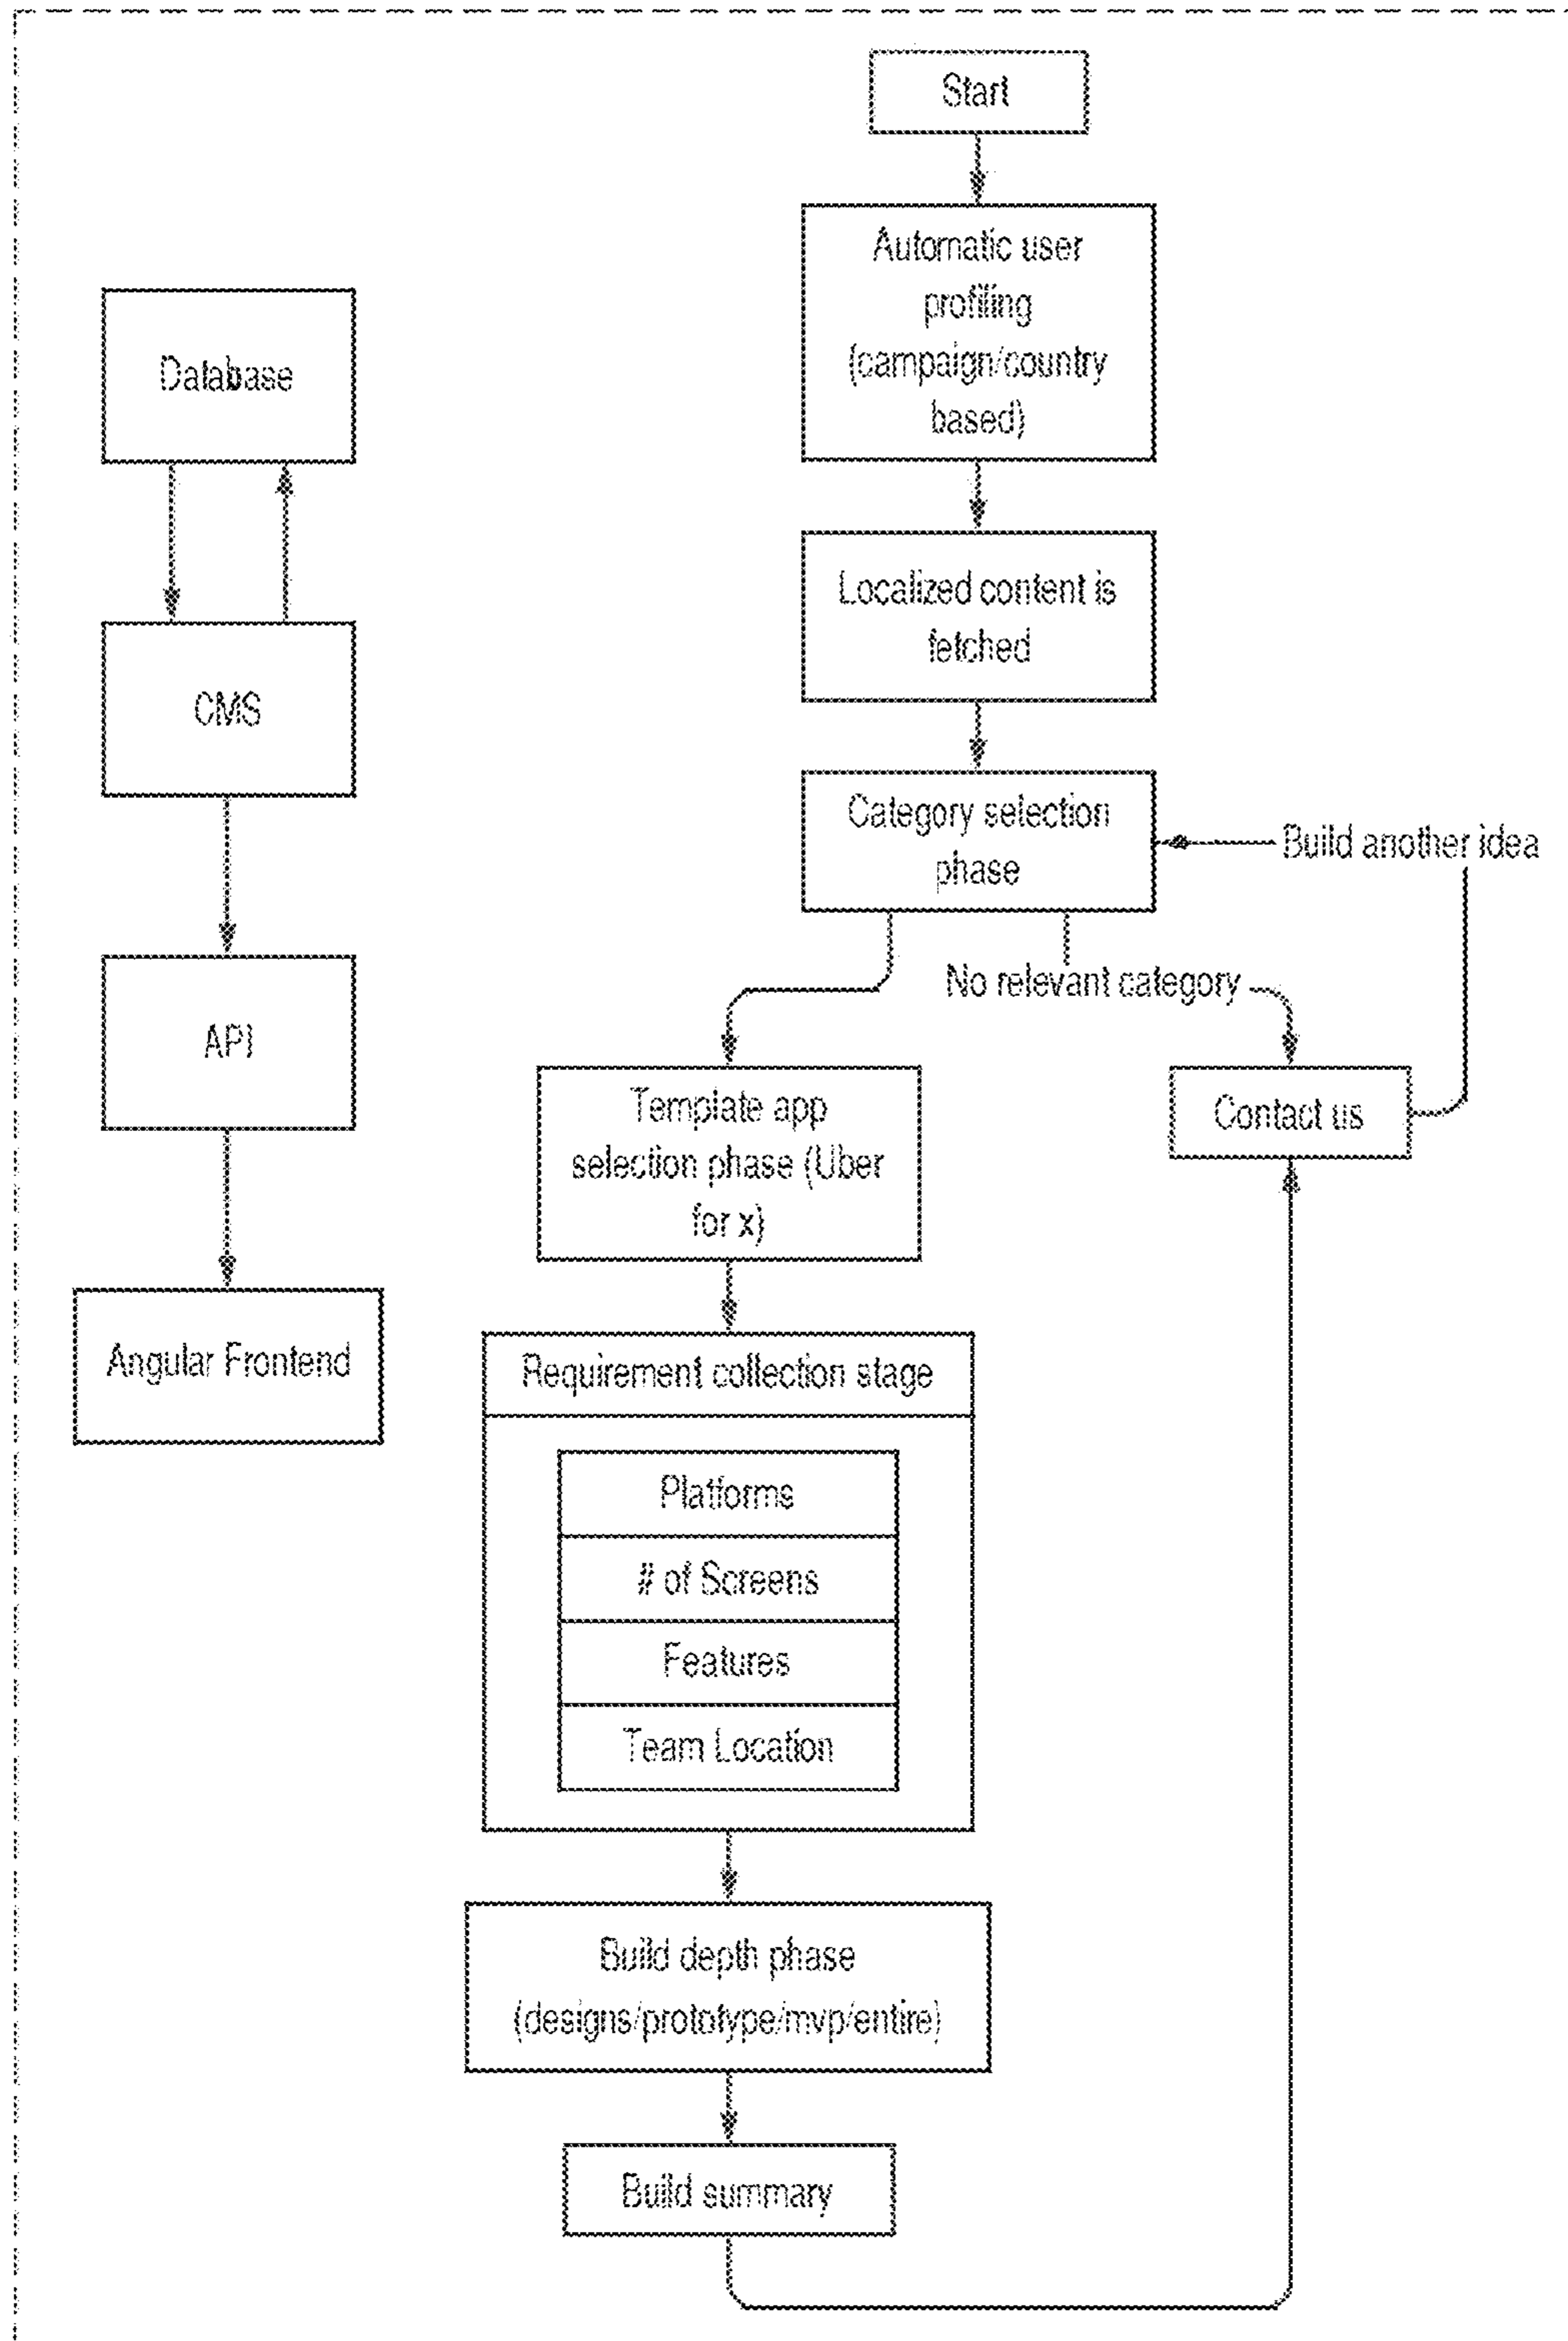 Start
Automatic user
profiling
(campaign/country
based)
Database
Localized content is
fetched
CMS
Category selection
phase
Build another idea
No relevant category
API
Template app
selection phase (Uber
for x)
Contact us
Angular Frontend
Requirement collection stage
Platforms
# of Screens
Features
Team Location
Build depth phase
(designs/prototype/mvp/entire)
Build summary